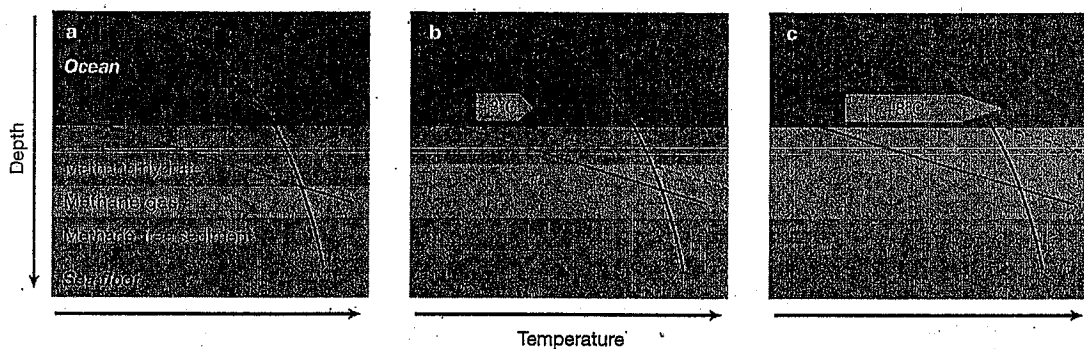 a
Ocean
Methane hydrate
Methane gas
Methane-free sediment
Seafloor
b
c
Depth
Temperature